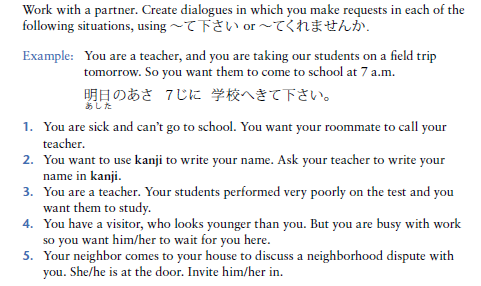 Work with a partner. Create dialogues in which you make requests in each of the
following situations, using 〜て下さい or 〜てくれませんか.
Example: You are a teacher, and you are taking our students on a field trip
tomorrow. So you want them to come to school at 7 a.m.
明日のあさ 7じに 学校へきて下さい。
あした
1. You are sick and can't go to school. You want your roommate to call your
teacher.
2. You want to use kanji to write your name. Ask your teacher to write your
name in kanji.
3. You are a teacher. Your students performed very poorly on the test and you
want them to study.
4. You have a visitor, who looks younger than you. But you are busy with work
so you want him/her to wait for you here.
5. Your neighbor comes to your house to discuss a neighborhood dispute with
you. She/he is at the door. Invite him/her in.